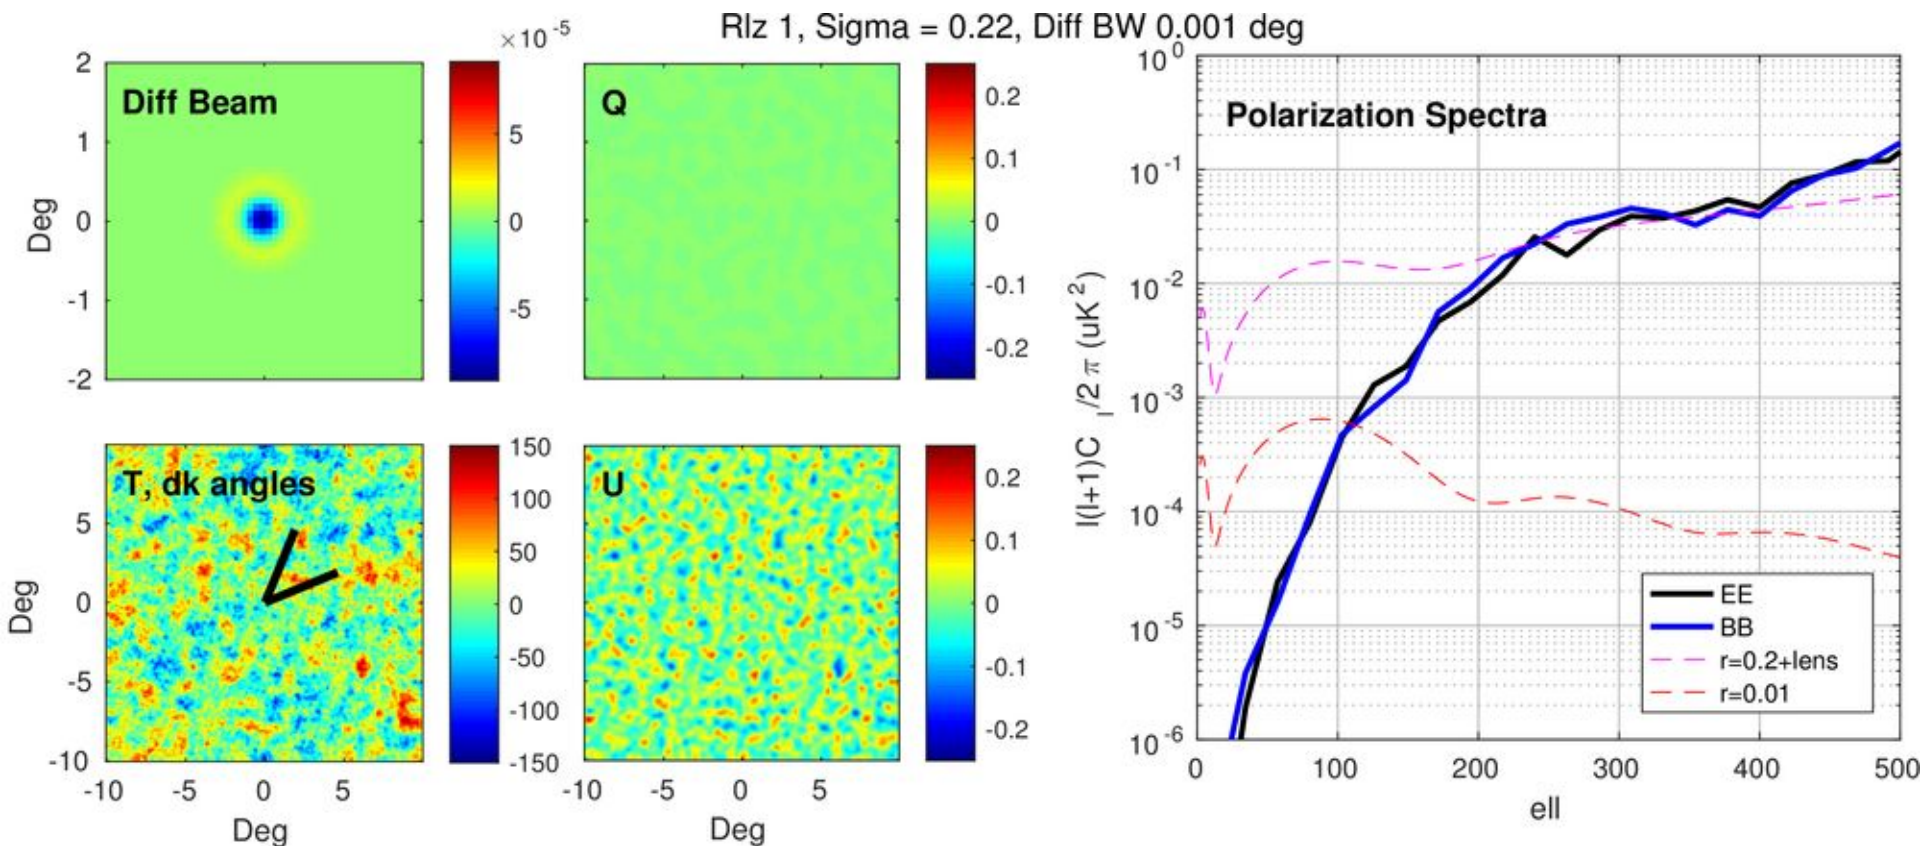 Rlz 1, Sigma = 0.22, Diff BW 0.001 deg
×10 -5
Diff Beam
2
1
0
-1
-2
Deg
5
0
-5
Q
0.2
0.1
0
-0.1
-0.2
T, dk angles
5
0
-5
-10
Deg
-10 -5 0 5
Deg
150
100
50
0
-50
-100
-150
U
-10 -5 0 5
Deg
0.2
0.1
0
-0.1
-0.2
Polarization Spectra
10 0
10 -1
10 -2
10 -3
10 -4
10 -5
10 -6
l(l+1)C l/2 π (uK 2)
0 100 200 300 400 500
ell
EE
BB
r=0.2+lens
r=0.01